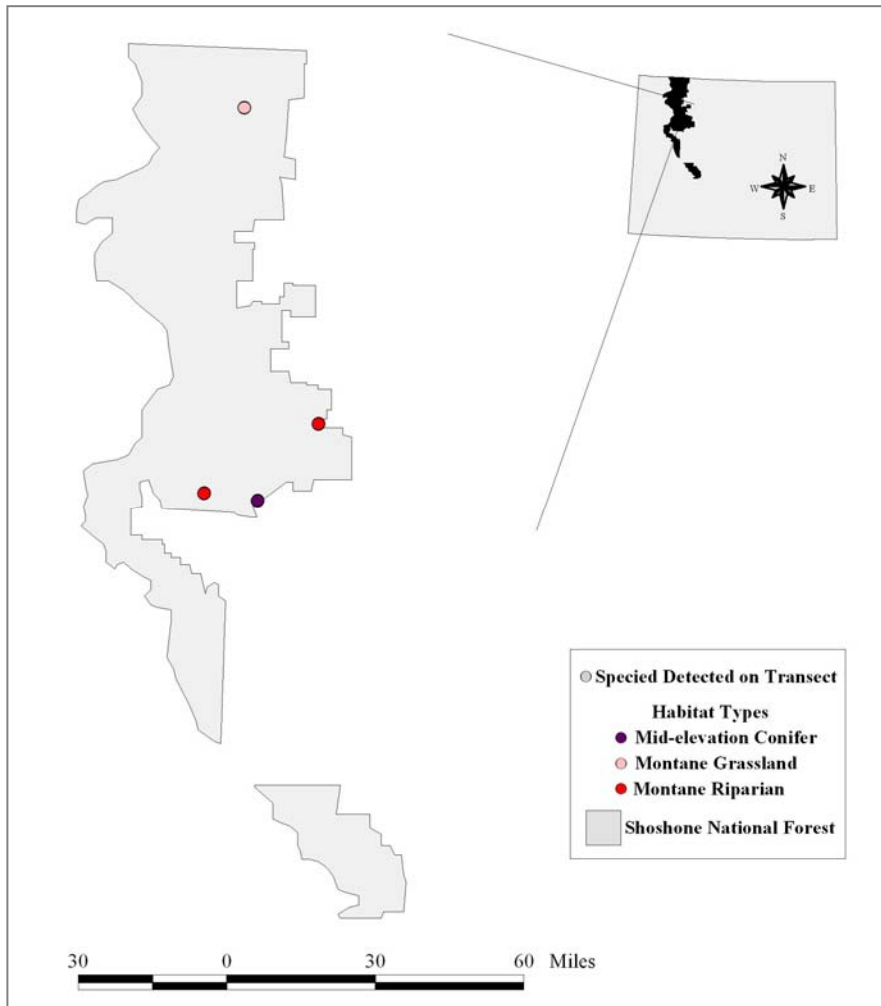 N
W E
S
Specied Detected on Transect
Habitat Types
Mid-elevation Conifer
Montane Grassland
Montane Riparian
Shoshone National Forest
30 0 30 60 Miles